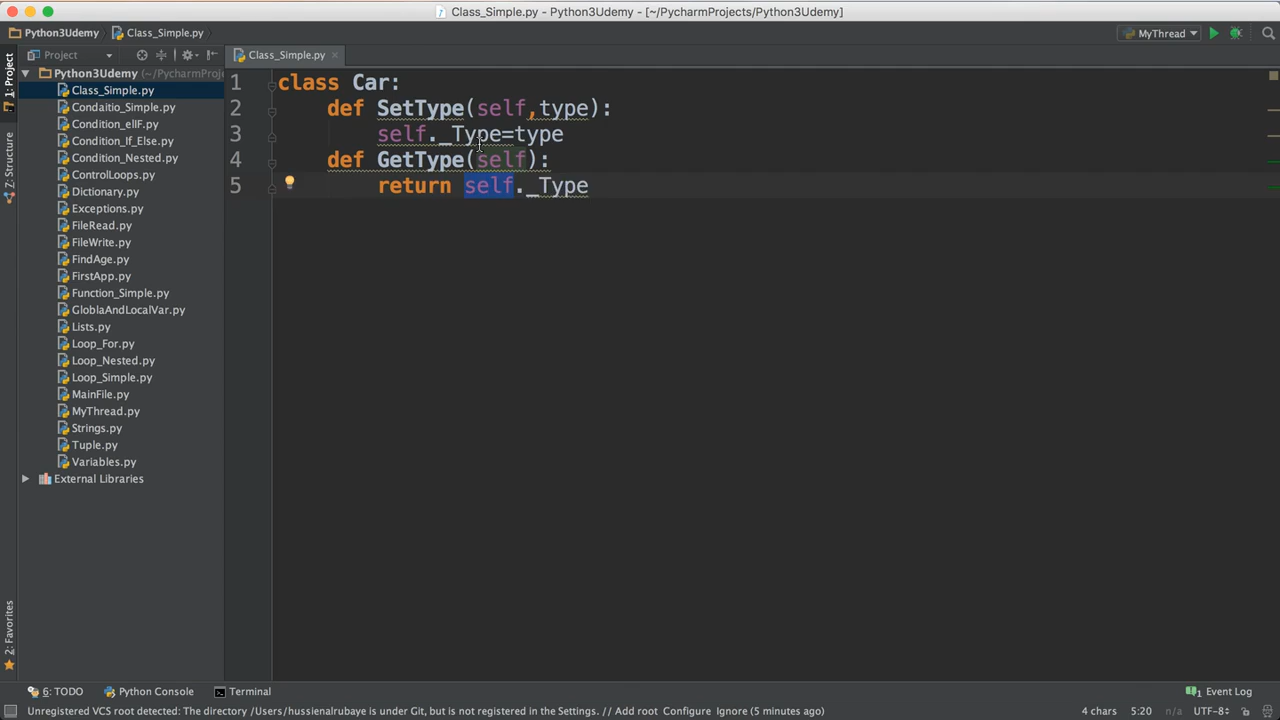 Class_Simple.py - Python3Udemy - [~/PycharmProjects/Python3Udemy]
Python3Udemy
Class_Simple.py
MyThread
Project
Class_Simple.py
1: Project
Z: Structure
2: Favorites
Python3Udemy (~/PycharmProj
Class_Simple.py
Condaitio_Simple.py
Condition_elIF.py
Condition_If_Else.py
Condition_Nested.py
ControlLoops.py
Dictionary.py
Exceptions.py
FileRead.py
FileWrite.py
FindAge.py
FirstApp.py
Function_Simple.py
GloblaAndLocalVar.py
Lists.py
Loop_For.py
Loop_Nested.py
Loop_Simple.py
MainFile.py
MyThread.py
Strings.py
Tuple.py
Variables.py
External Libraries
1 class Car:
2 def SetType(self,type):
3 self._Type=type
4 def GetType(self):
5 return self._Type
6: TODO
Python Console
Terminal
1 Event Log
Unregistered VCS root detected: The directory /Users/hussienalrubaye is under Git, but is not registered in the Settings. // Add root Configure Ignore (5 minutes ago)
4 chars 5:20 n/a UTF-8